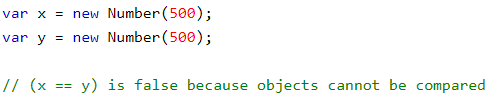 var x = new Number(500);
var y = new Number(500);
// (x == y) is false because objects cannot be compared